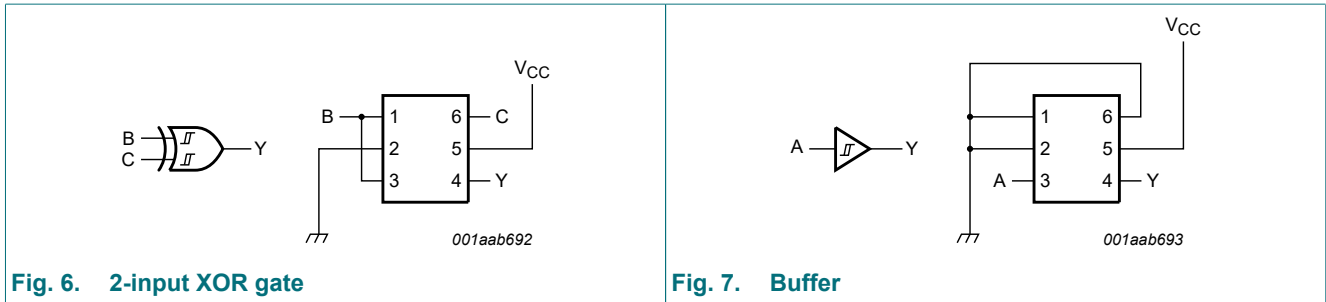 B
C
Y
B
1
2
3
6
5
4
C
Y
VCC
001aab692
Fig. 6. 2-input XOR gate
A
Y
A
1
2
3
6
5
4
Y
VCC
001aab693
Fig. 7. Buffer